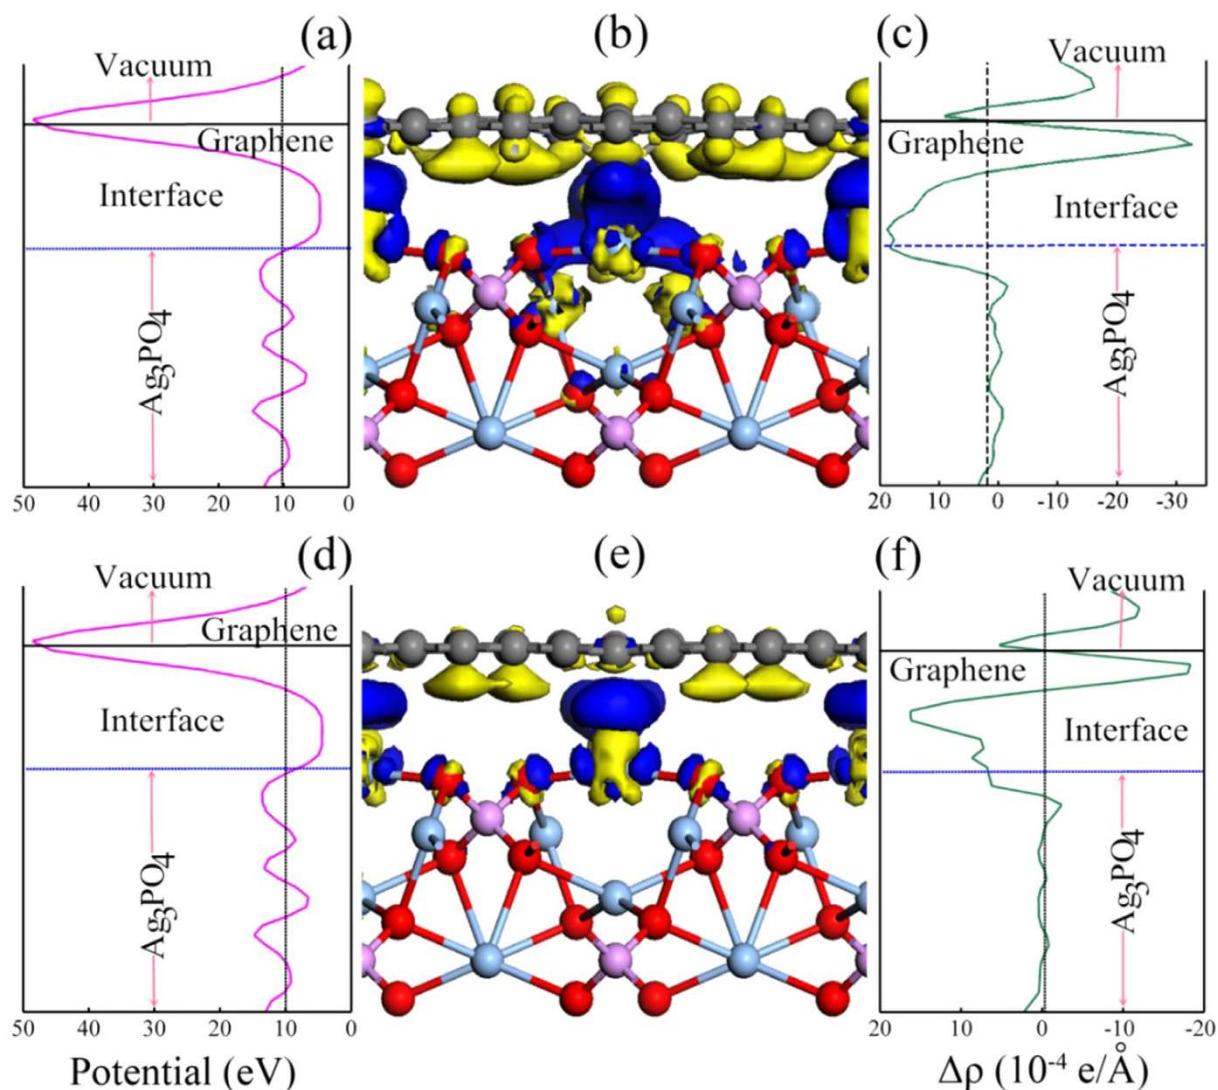 (a)
(b)
(c)
Vacuum
Graphene
Interface
Ag3PO4
50 40 30 20 10 0
Vacuum
Graphene
Interface
Ag3PO4
20 10 0 -10 -20 -30
(d)
(e)
(f)
Vacuum
Graphene
Interface
Ag3PO4
50 40 30 20 10 0
Potential (eV)
Vacuum
Graphene
Interface
Ag3PO4
20 10 0 -10 -20
Δρ (10⁻⁴ e/Å)